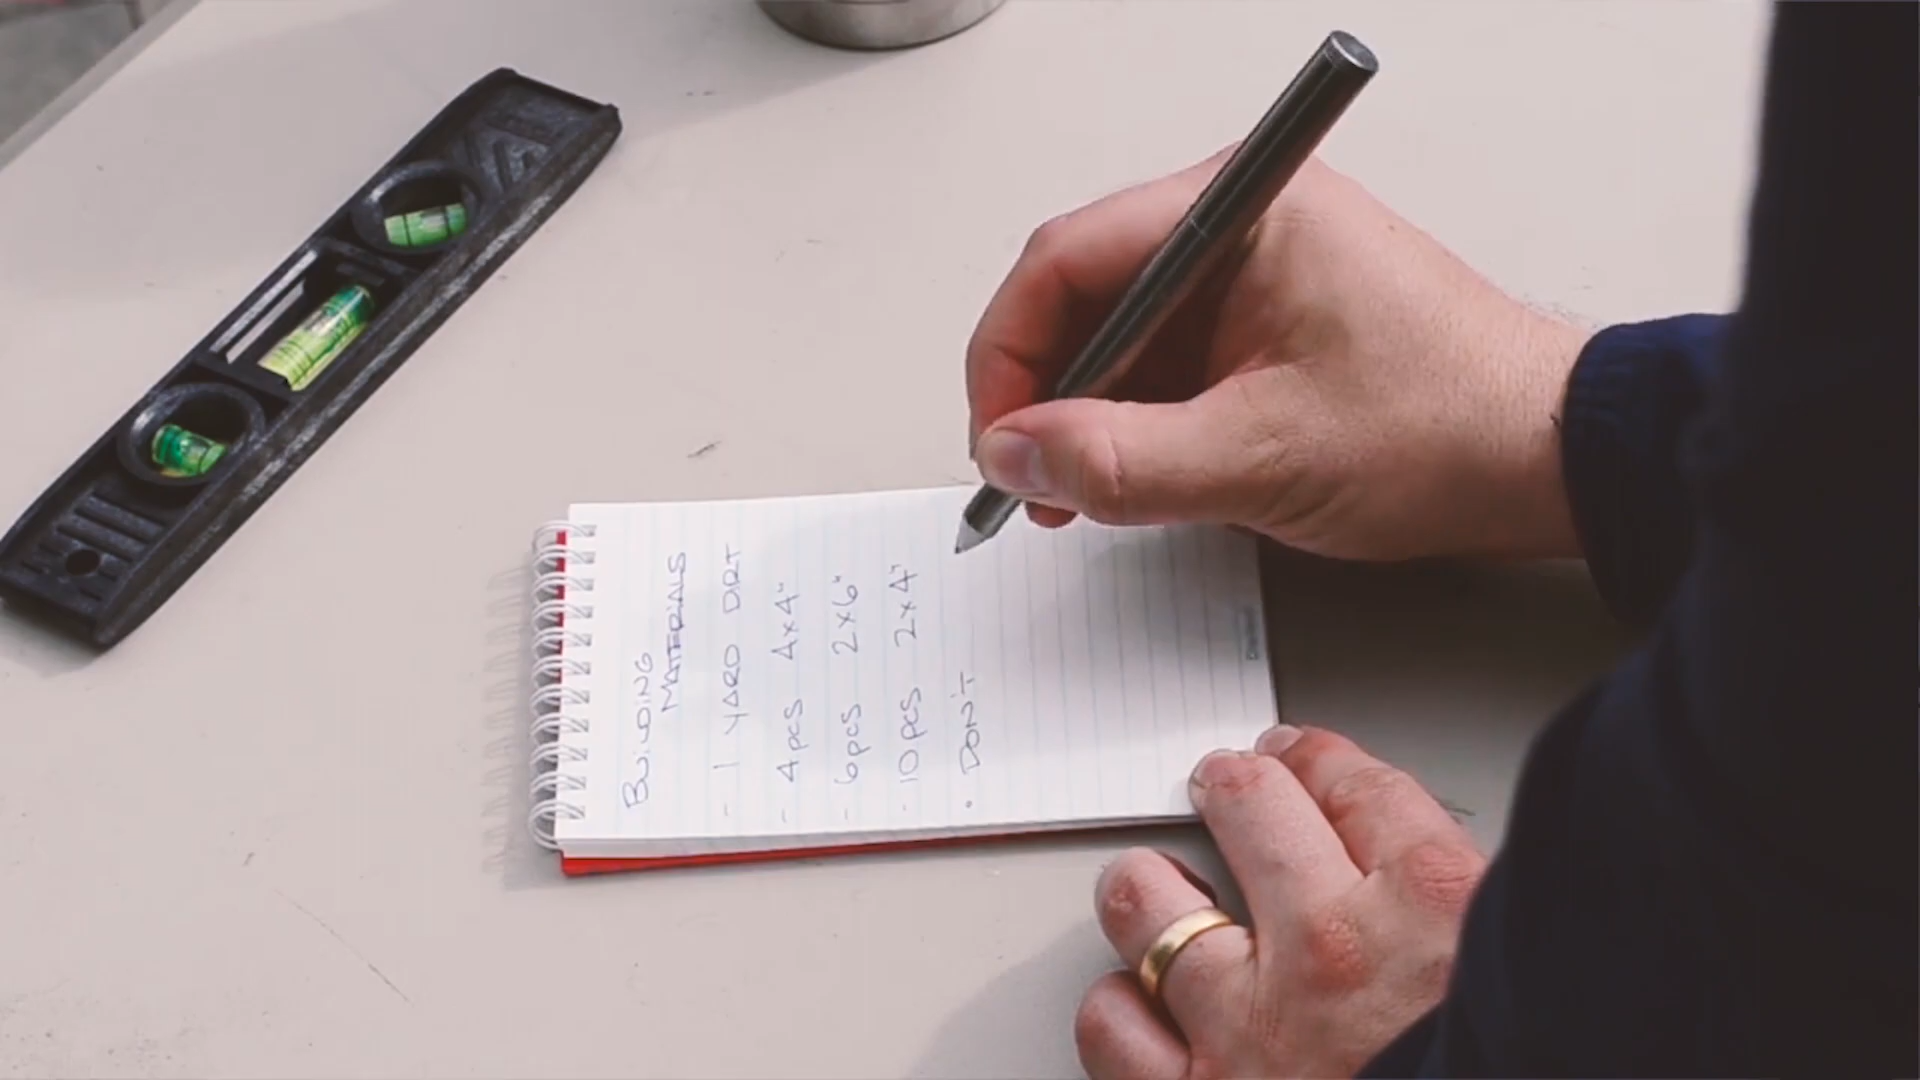 BUiLDiNG
MATERiALS
- 1 YARD DIRT
- 4 pcs 4x4"
- 6 pcs 2x6"
- 10 pcs 2x4"
• DON'T